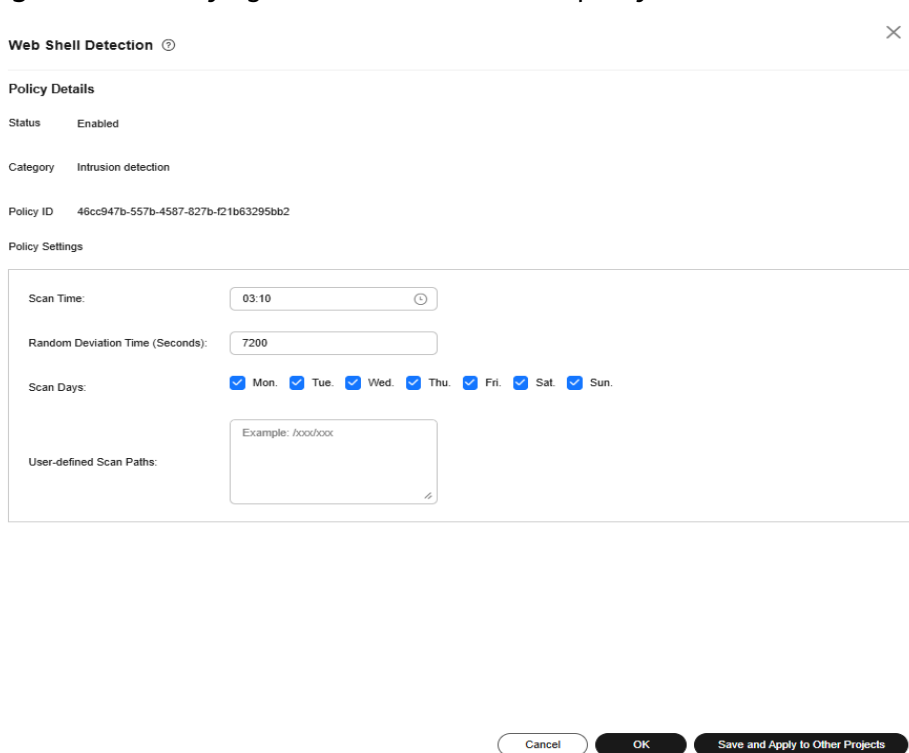 Web Shell Detection ?
Policy Details
Status Enabled
Category Intrusion detection
Policy ID 46cc947b-557b-4587-827b-f21b63295bb2
Policy Settings
Scan Time: 03:10
Random Deviation Time (Seconds): 7200
Scan Days: Mon. Tue. Wed. Thu. Fri. Sat. Sun.
Example: /xxx/xxx
User-defined Scan Paths:
Cancel OK Save and Apply to Other Projects